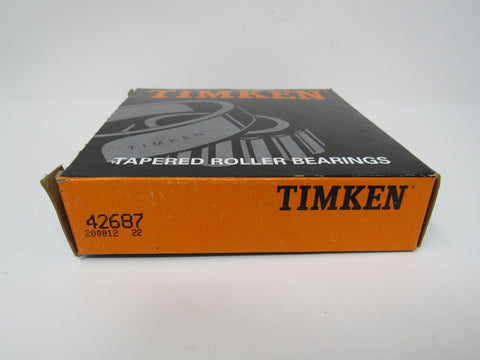 TIMKEN
"TIMKEN"
TAPERED ROLLER BEARINGS
TIMKEN
42687
200812 22